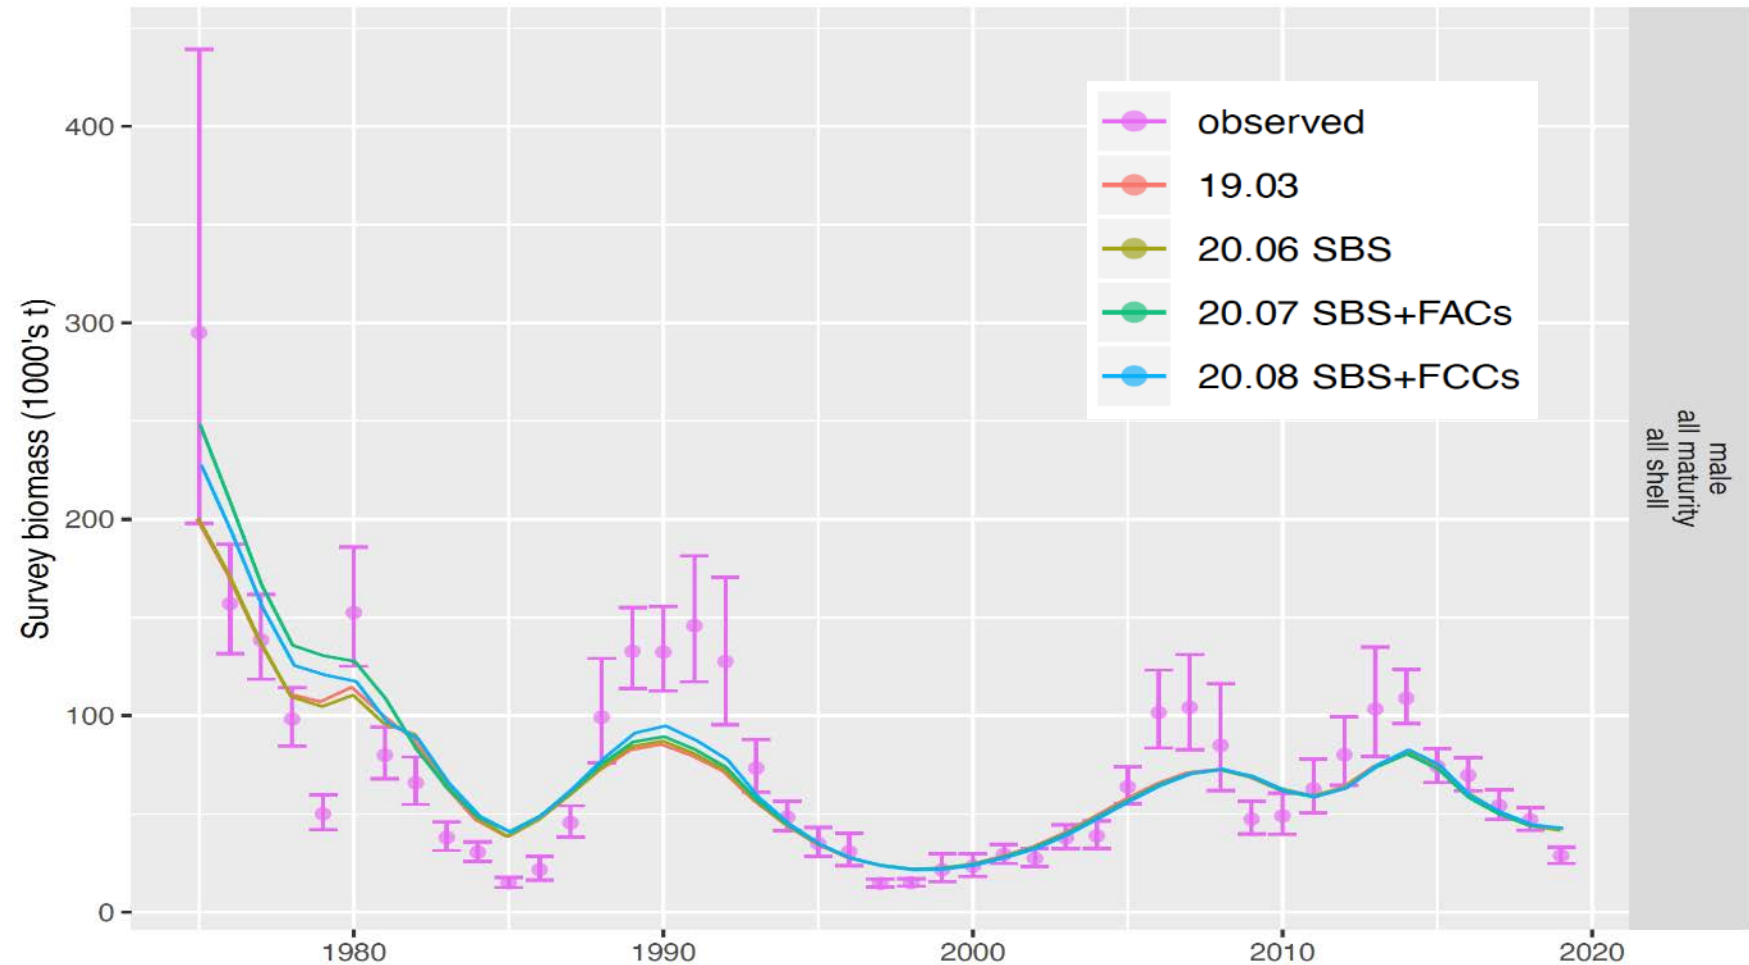 Survey biomass (1000's t)
400
300
200
100
0
1980
1990
2000
2010
2020
observed
19.03
20.06 SBS
20.07 SBS+FACs
20.08 SBS+FCCs
male
all maturity
all shell